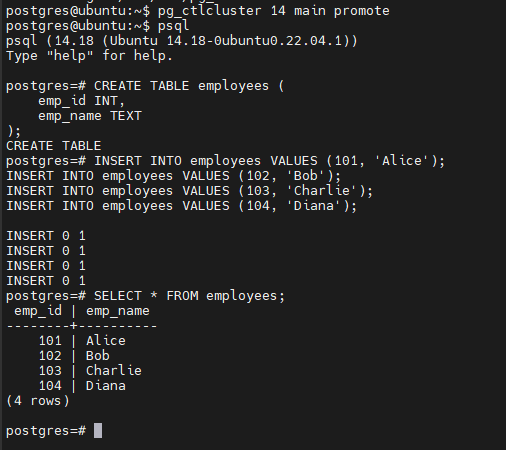 postgres@ubuntu:~$ pg_ctlcluster 14 main promote
postgres@ubuntu:~$ psql
psql (14.18 (Ubuntu 14.18-0ubuntu0.22.04.1))
Type "help" for help.

postgres=# CREATE TABLE employees (
    emp_id INT,
    emp_name TEXT
);
CREATE TABLE
postgres=# INSERT INTO employees VALUES (101, 'Alice');
INSERT INTO employees VALUES (102, 'Bob');
INSERT INTO employees VALUES (103, 'Charlie');
INSERT INTO employees VALUES (104, 'Diana');

INSERT 0 1
INSERT 0 1
INSERT 0 1
INSERT 0 1
postgres=# SELECT * FROM employees;
 emp_id | emp_name
--------+----------
    101 | Alice
    102 | Bob
    103 | Charlie
    104 | Diana
(4 rows)

postgres=#